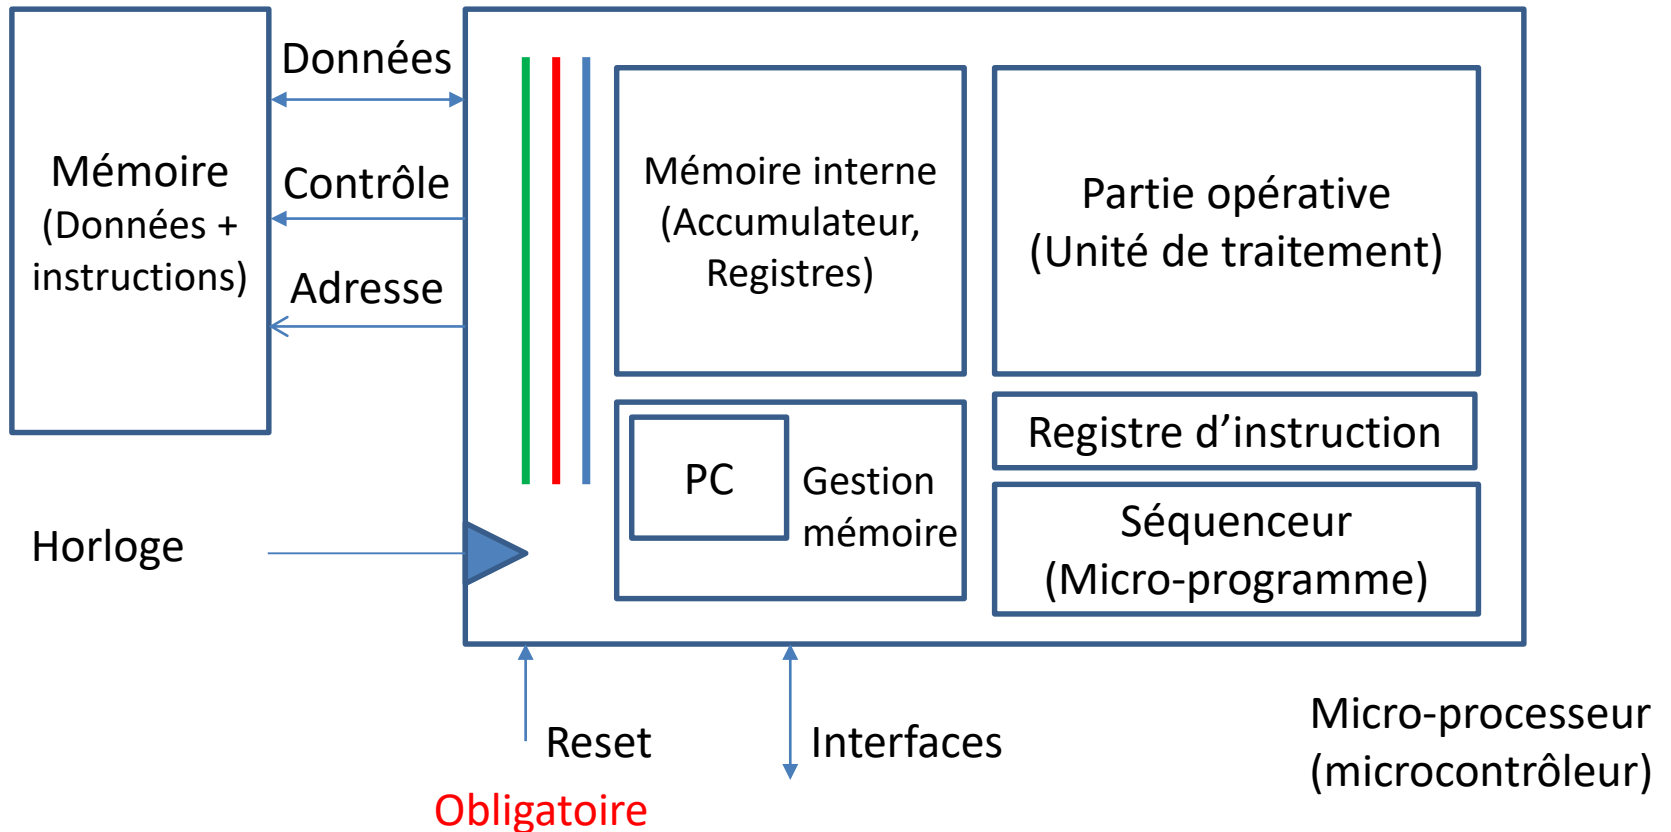 Données
Contrôle
Adresse
Mémoire
(Données +
instructions)
Mémoire interne
(Accumulateur,
Registres)
Partie opérative
(Unité de traitement)
PC
Gestion
mémoire
Registre d’instruction
Séquenceur
(Micro-programme)
Horloge
Reset
Obligatoire
Interfaces
Micro-processeur
(microcontrôleur)